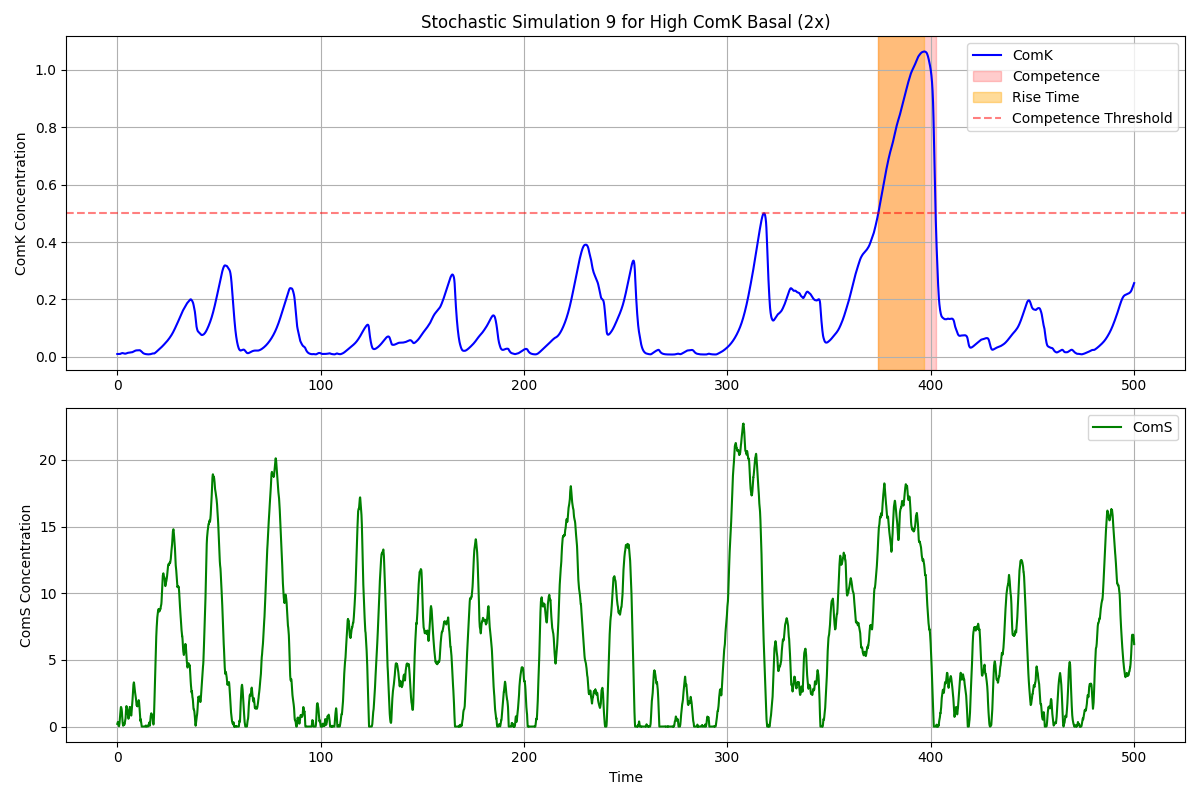 Stochastic Simulation 9 for High ComK Basal (2x)
ComK Concentration
1.0
0.8
0.6
0.4
0.2
0.0
ComK
Competence
Rise Time
Competence Threshold
0 100 200 300 400 500
ComS Concentration
20
15
10
5
0
ComS
0 100 200 300 400 500
Time